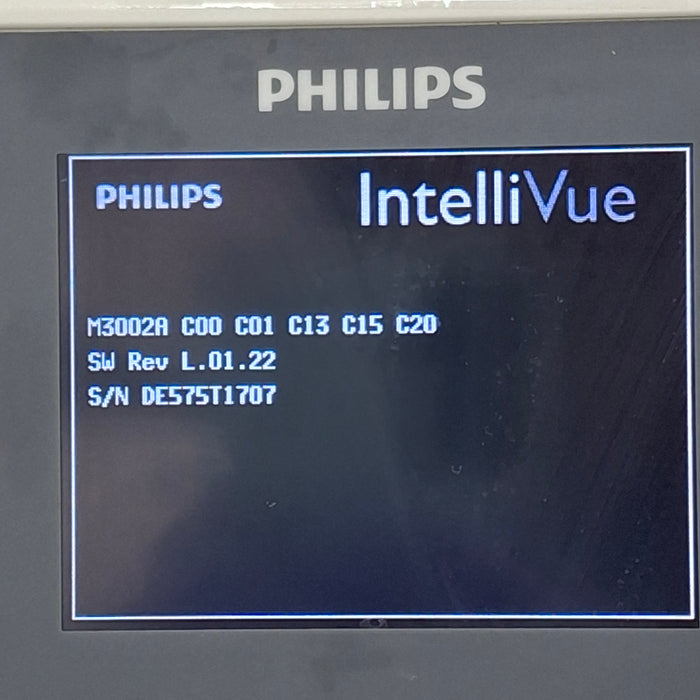 PHILIPS
PHILIPS IntelliVue
M3002A C00 C01 C13 C15 C20
SW Rev L.01.22
S/N DE575T1707